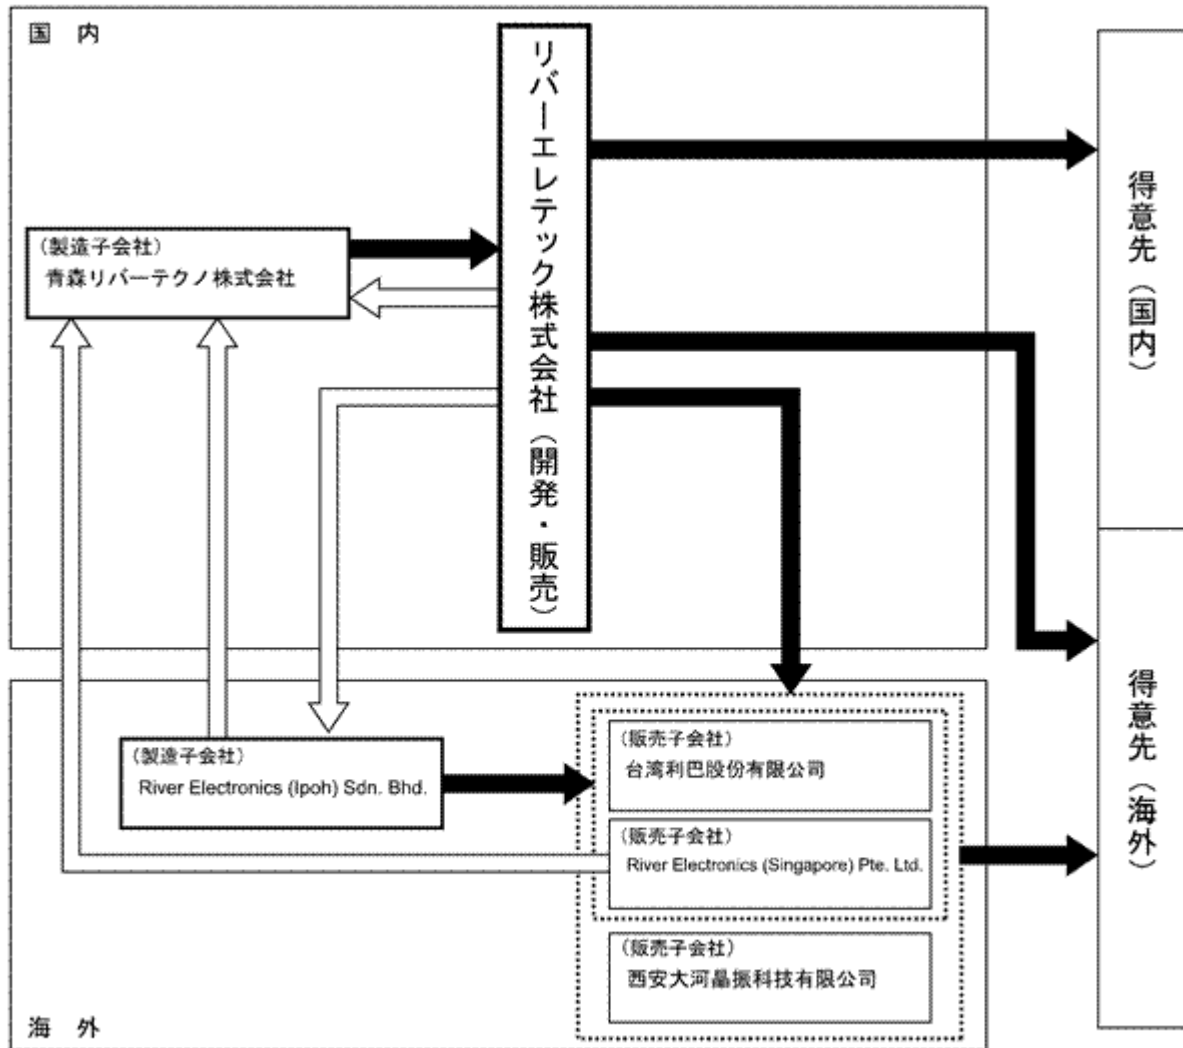 国　内
リバーエレテック株式会社（開発・販売）
得意先（国内）
（製造子会社）
青森リバーテクノ株式会社
得意先（海外）
（製造子会社）
River Electronics (Ipoh) Sdn. Bhd.
（販売子会社）
台湾利巴股份有限公司
（販売子会社）
River Electronics (Singapore) Pte. Ltd.
（販売子会社）
西安大河晶振科技有限公司
海　外